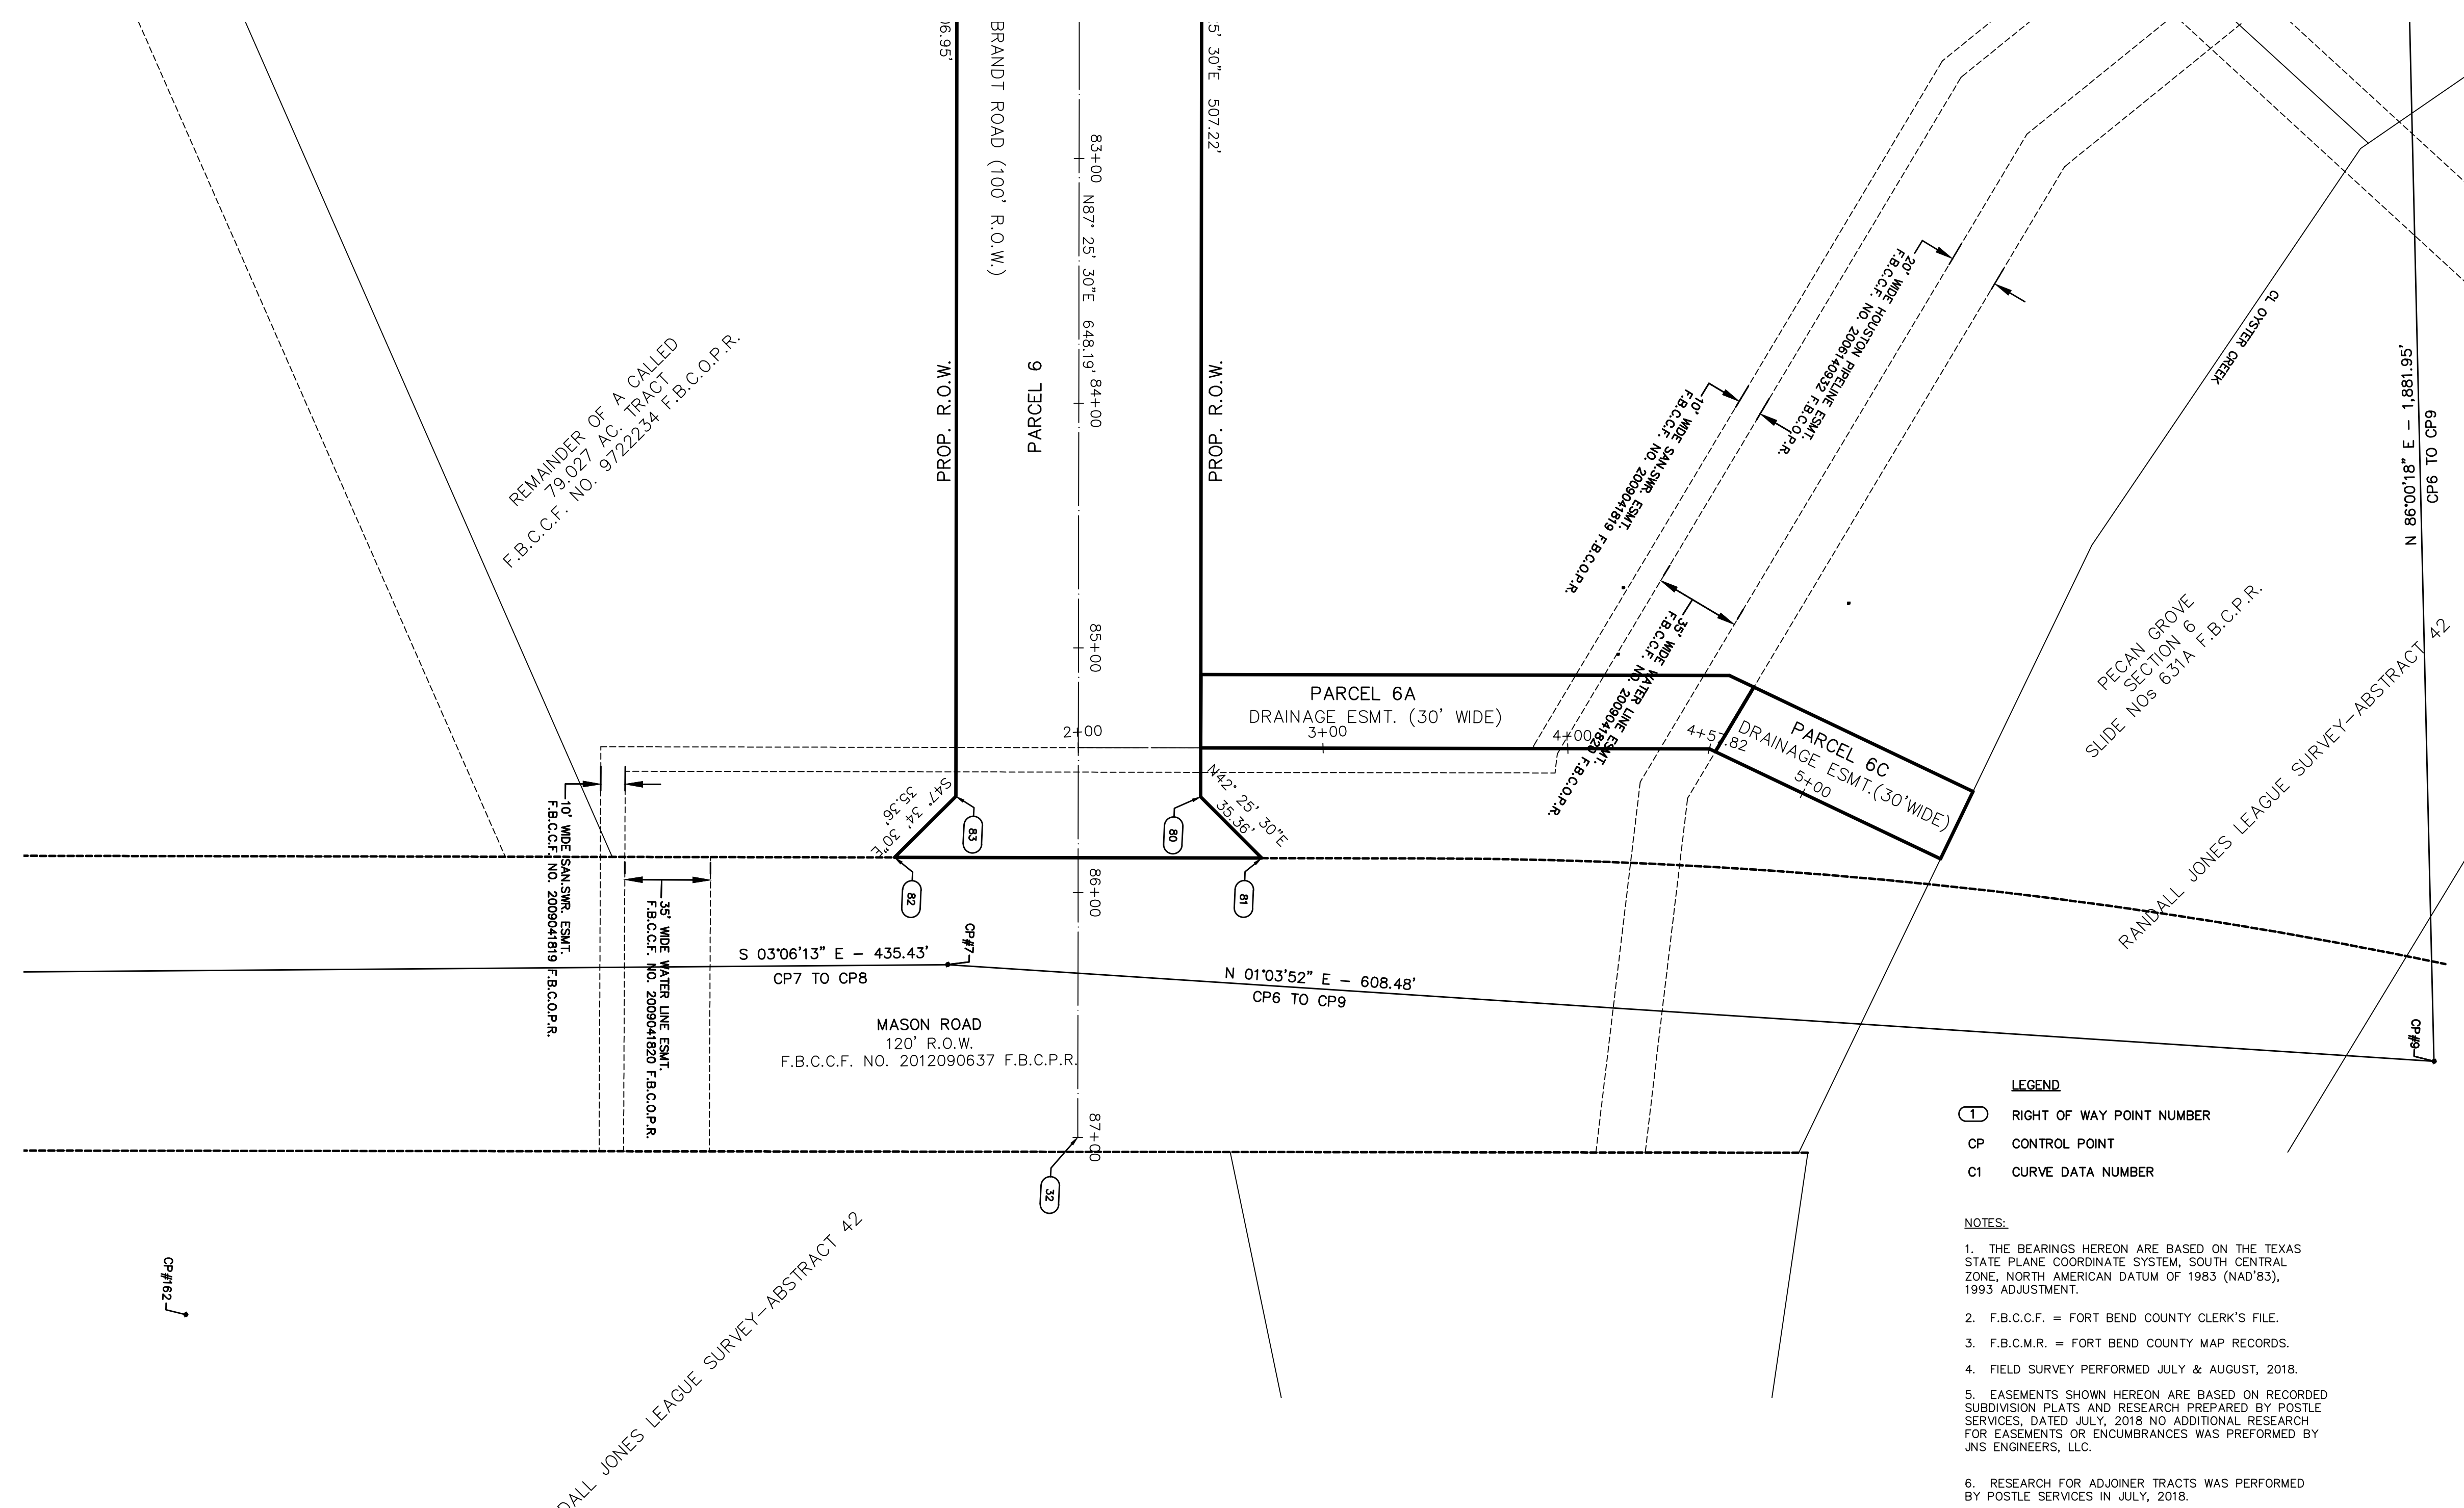 06.95'
BRANDT ROAD (100' R.O.W.)
5' 30"E 507.22'
83+00
N87° 25' 30"E 648.19'
84+00
85+00
86+00
87+00
PROP. R.O.W.
PARCEL 6
PROP. R.O.W.
REMAINDER OF A CALLED
79.027 AC. TRACT
F.B.C.C.F. NO. 9722234 F.B.C.O.P.R.
20' WIDE HOUSTON PIPELINE ESMT.
F.B.C.C.F. NO. 2006140932 F.B.C.O.P.R.
10' WIDE SAN.SWR. ESMT.
F.B.C.C.F. NO. 2009041819 F.B.C.O.P.R.
35' WIDE WATER LINE ESMT.
F.B.C.C.F. NO. 2009041820 F.B.C.O.P.R.
CL OYSTER CREEK
N 86°00'18" E - 1,881.95'
CP6 TO CP9
PECAN GROVE
SECTION 6
SLIDE NOs 631A F.B.C.P.R.
RANDALL JONES LEAGUE SURVEY-ABSTRACT 42
PARCEL 6A
DRAINAGE ESMT. (30' WIDE)
2+00
3+00
4+00
4+57.82
PARCEL 6C
DRAINAGE ESMT.(30'WIDE)
5+00
S47° 34' 30"E
35.36'
N42° 25' 30"E
35.36'
83
80
82
81
10' WIDE SAN.SWR. ESMT.
F.B.C.C.F. NO. 2009041819 F.B.C.O.P.R.
35' WIDE WATER LINE ESMT.
F.B.C.C.F. NO. 2009041820 F.B.C.O.P.R.
S 03°06'13" E - 435.43'
CP7 TO CP8
CP#7
N 01°03'52" E - 608.48'
CP6 TO CP9
CP#9
MASON ROAD
120' R.O.W.
F.B.C.C.F. NO. 2012090637 F.B.C.P.R.
32
CP#162
DALL JONES LEAGUE SURVEY-ABSTRACT 42
LEGEND
1 RIGHT OF WAY POINT NUMBER
CP CONTROL POINT
C1 CURVE DATA NUMBER
NOTES:
1. THE BEARINGS HEREON ARE BASED ON THE TEXAS
STATE PLANE COORDINATE SYSTEM, SOUTH CENTRAL
ZONE, NORTH AMERICAN DATUM OF 1983 (NAD'83),
1993 ADJUSTMENT.
2. F.B.C.C.F. = FORT BEND COUNTY CLERK'S FILE.
3. F.B.C.M.R. = FORT BEND COUNTY MAP RECORDS.
4. FIELD SURVEY PERFORMED JULY & AUGUST, 2018.
5. EASEMENTS SHOWN HEREON ARE BASED ON RECORDED
SUBDIVISION PLATS AND RESEARCH PREPARED BY POSTLE
SERVICES, DATED JULY, 2018 NO ADDITIONAL RESEARCH
FOR EASEMENTS OR ENCUMBRANCES WAS PREFORMED BY
JNS ENGINEERS, LLC.
6. RESEARCH FOR ADJOINER TRACTS WAS PERFORMED
BY POSTLE SERVICES IN JULY, 2018.